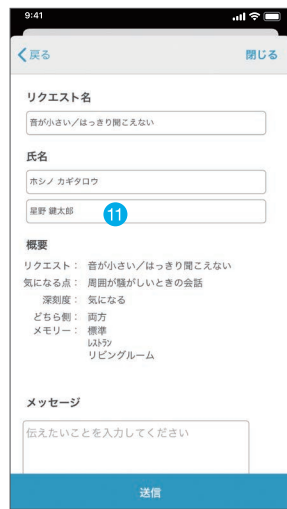 9:41
戻る
閉じる
リクエスト名
音が小さい／はっきり聞こえない
氏名
ホシノ カギタロウ
星野 鍵太郎
11
概要
リクエスト： 音が小さい／はっきり聞こえない
気になる点： 周囲が騒がしいときの会話
深刻度： 気になる
どちら側： 両方
メモリー： 標準
レストラン
リビングルーム
メッセージ
伝えたいことを入力してください
送信